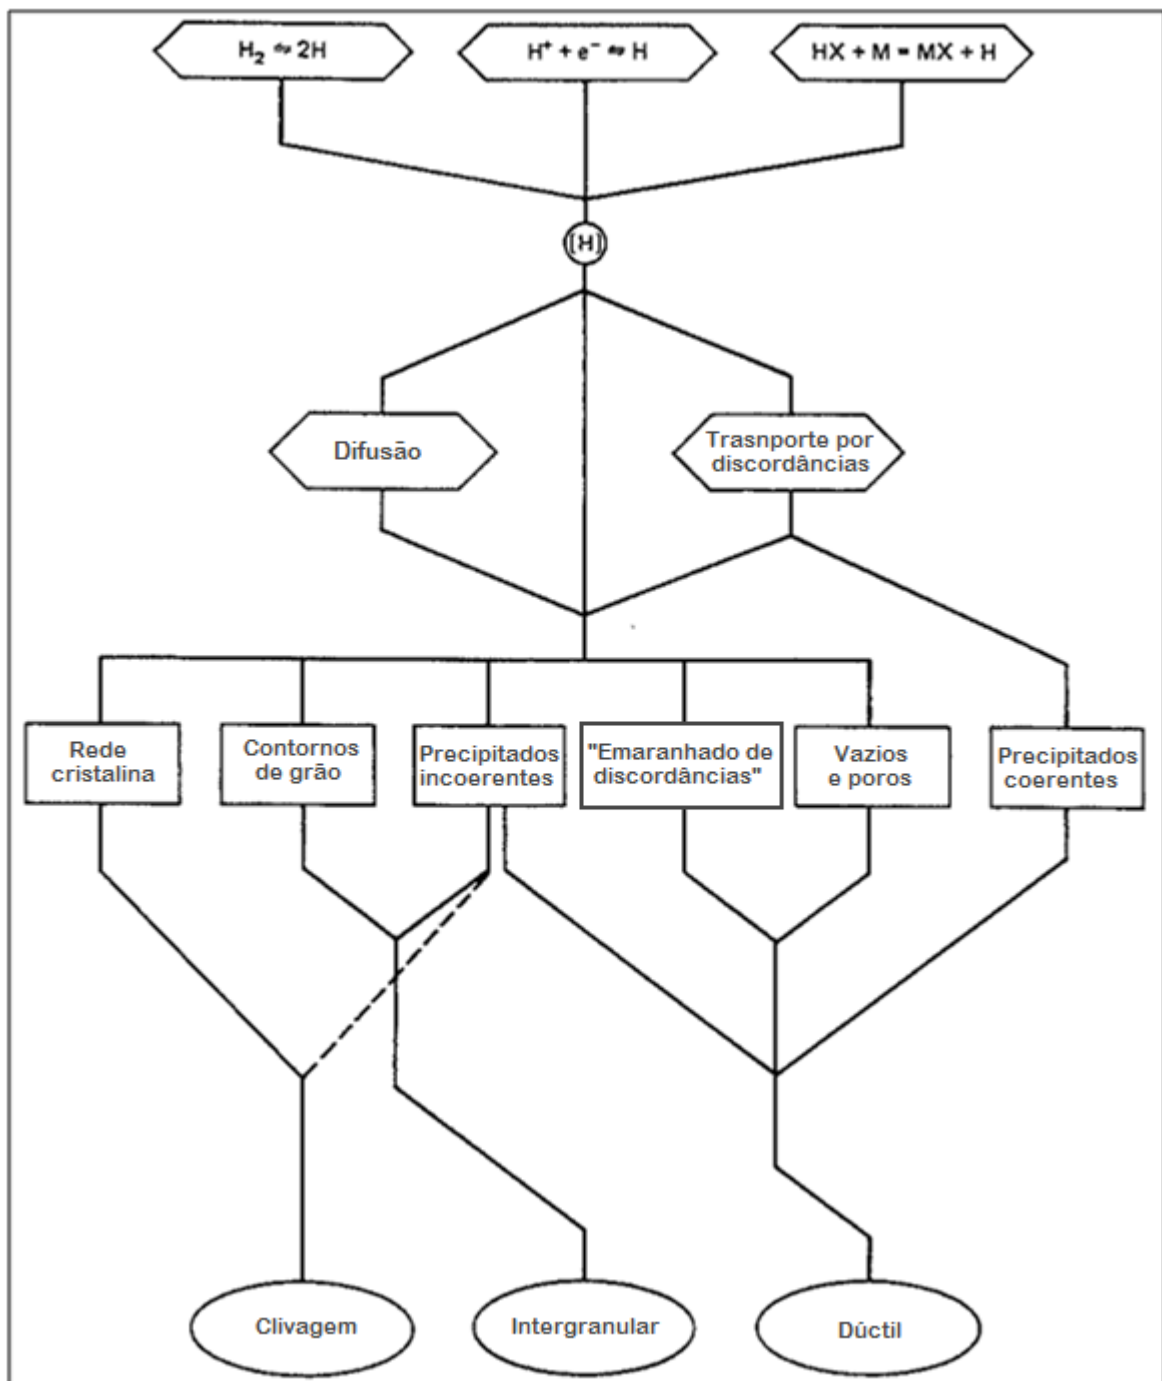 H₂ ⇌ 2H
H⁺ + e⁻ ⇌ H
HX + M = MX + H
[H]
Difusão
Trasnporte por
discordâncias
Rede
cristalina
Contornos
de grão
Precipitados
incoerentes
"Emaranhado de
discordâncias"
Vazios
e poros
Precipitados
coerentes
Clivagem
Intergranular
Dúctil